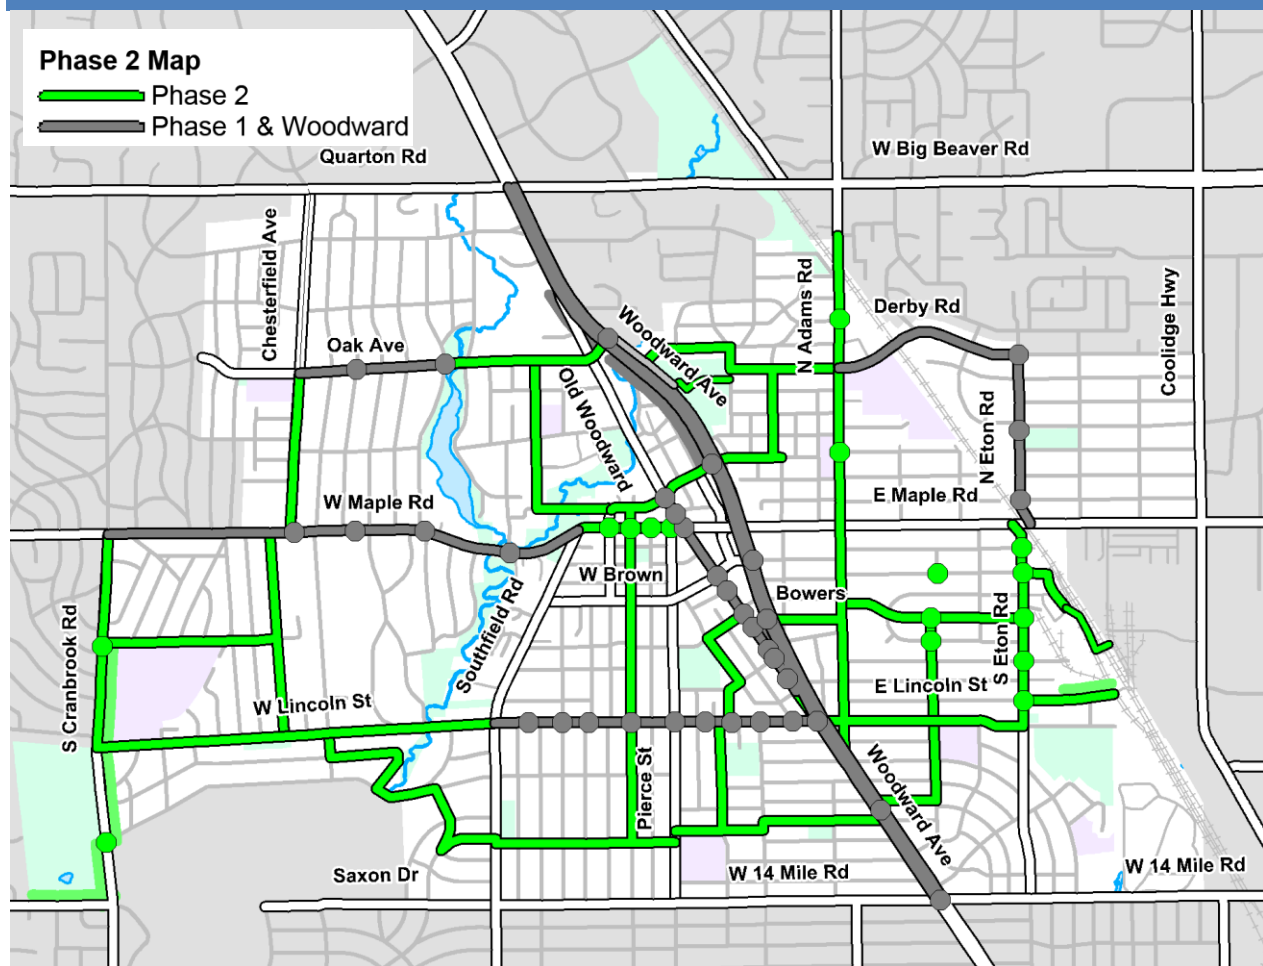 Phase 2 Map
Phase 2
Phase 1 & Woodward
Quarton Rd
W Big Beaver Rd
Chesterfield Ave
N Adams Rd
Coolidge Hwy
Derby Rd
Woodward Ave
Oak Ave
Old Woodward
N Eton Rd
W Maple Rd
E Maple Rd
W Brown
Bowers
Southfield Rd
S Eton Rd
S Cranbrook Rd
E Lincoln St
W Lincoln St
Pierce St
Woodward Ave
Saxon Dr
W 14 Mile Rd
W 14 Mile Rd